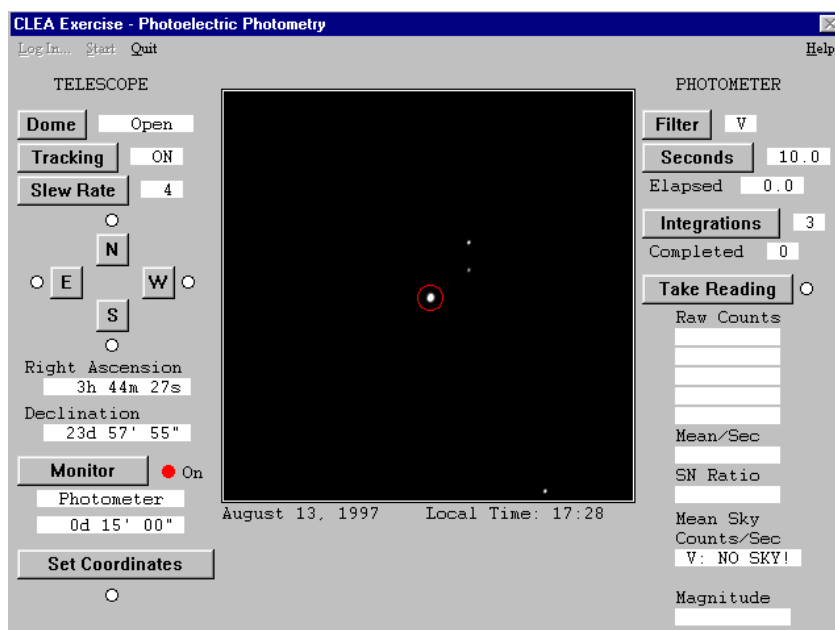 CLEA Exercise - Photoelectric Photometry
Log In... Start Quit Help
TELESCOPE
Dome Open
Tracking ON
Slew Rate 4
N
E W
S
Right Ascension
3h 44m 27s
Declination
23d 57' 55"
Monitor On
Photometer
0d 15' 00"
Set Coordinates
August 13, 1997 Local Time: 17:28
PHOTOMETER
Filter V
Seconds 10.0
Elapsed 0.0
Integrations 3
Completed 0
Take Reading
Raw Counts
Mean/Sec
SN Ratio
Mean Sky
Counts/Sec
V: NO SKY!
Magnitude